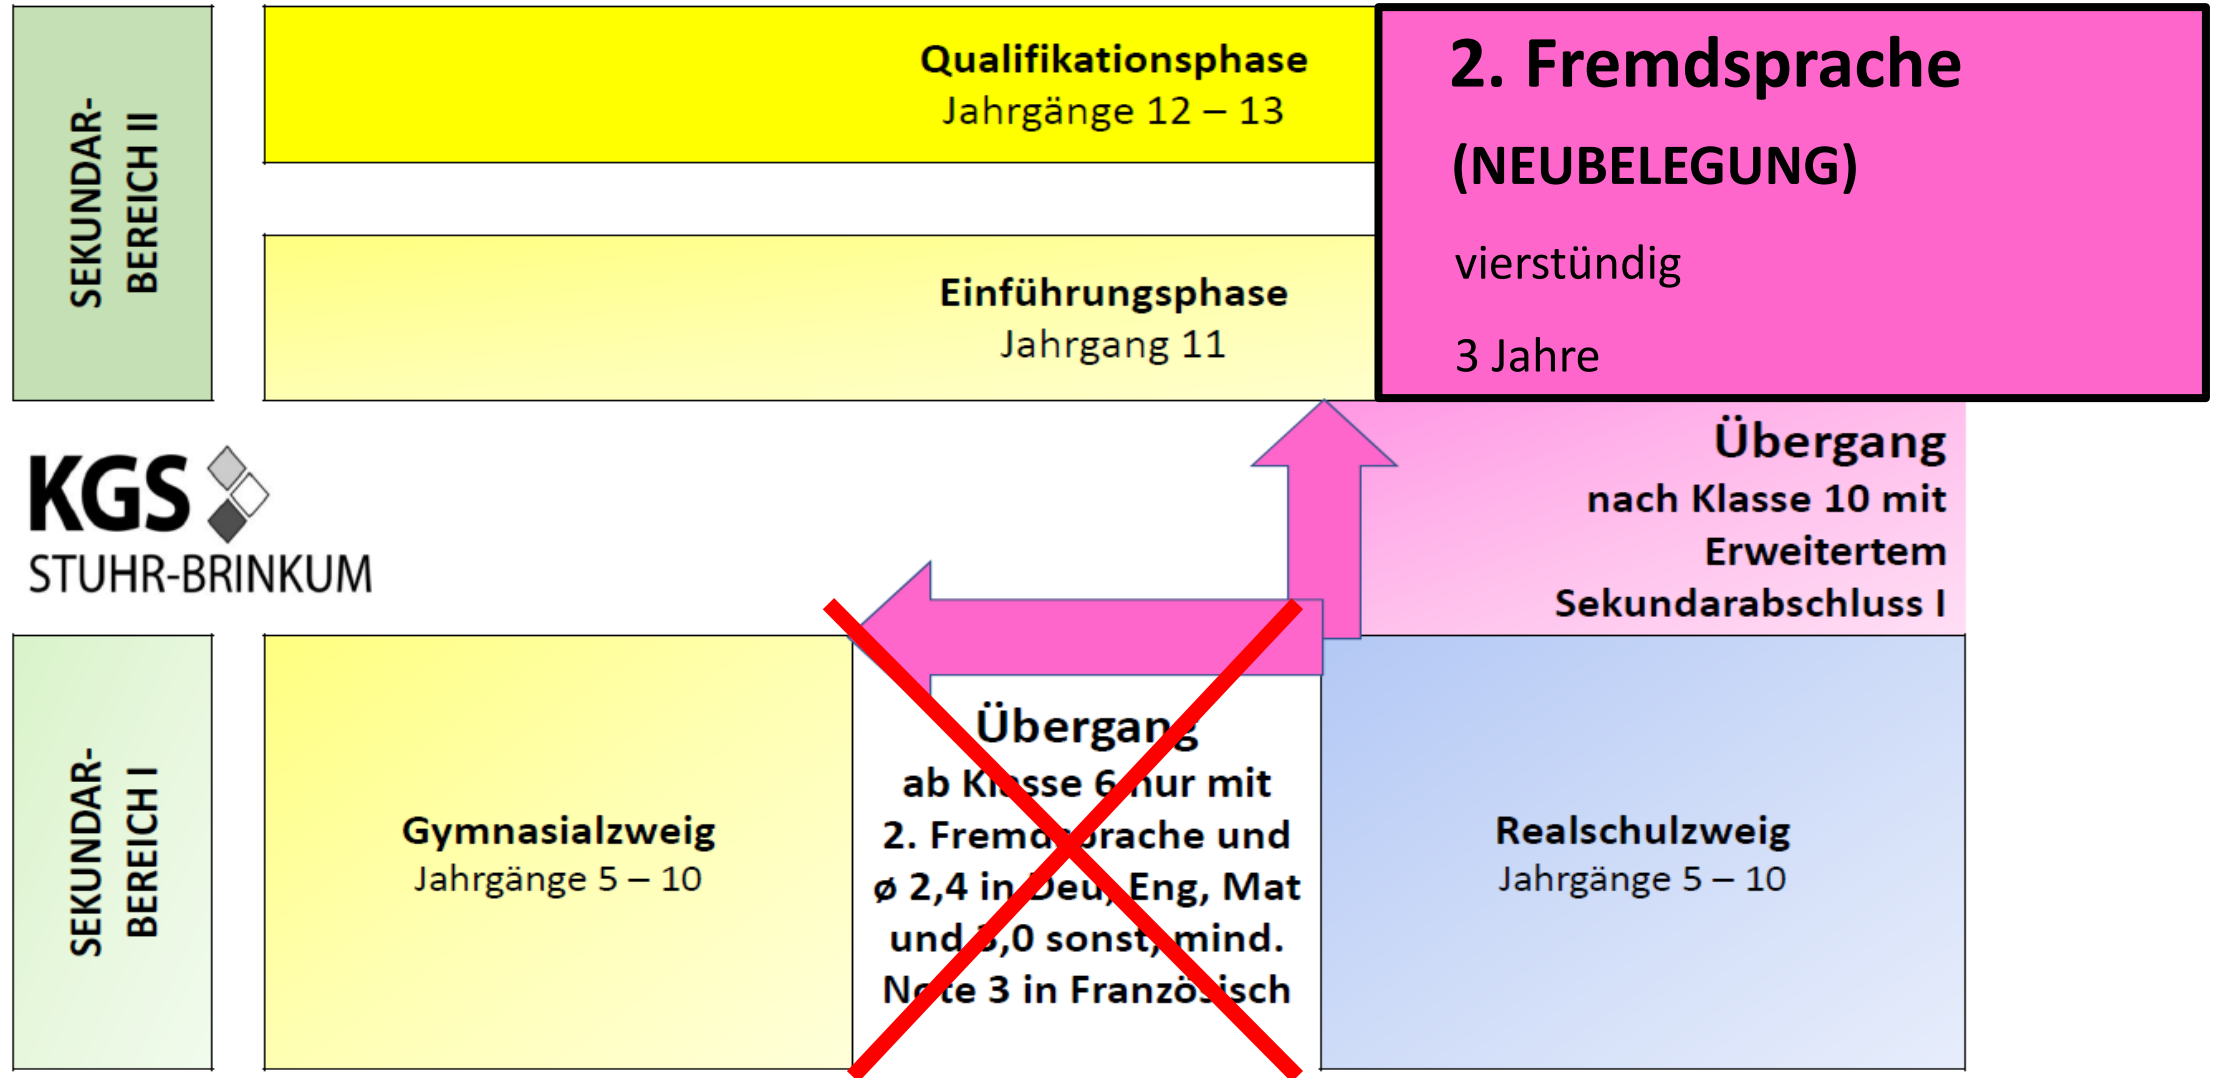 SEKUNDAR-
BEREICH II
Qualifikationsphase
Jahrgänge 12 – 13
Einführungsphase
Jahrgang 11
2. Fremdsprache
(NEUBELEGUNG)
vierstündig
3 Jahre
KGS
STUHR-BRINKUM
Übergang
nach Klasse 10 mit
Erweitertem
Sekundarabschluss I
SEKUNDAR-
BEREICH I
Gymnasialzweig
Jahrgänge 5 – 10
Übergang
ab Klasse 6 nur mit
2. Fremdsprache und
ø 2,4 in Deu, Eng, Mat
und 3,0 sonst, mind.
Note 3 in Französisch
Realschulzweig
Jahrgänge 5 – 10